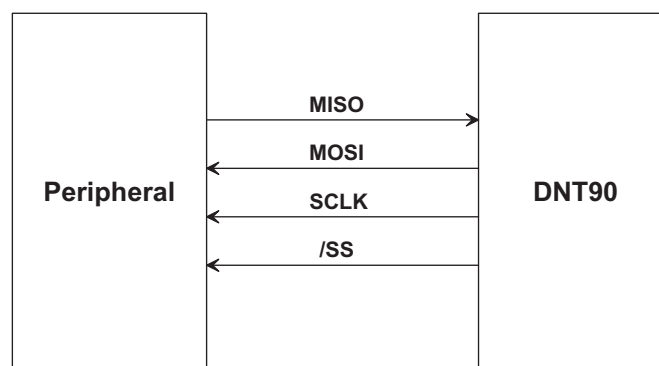 MISO
MOSI
Peripheral
DNT90
SCLK
/SS